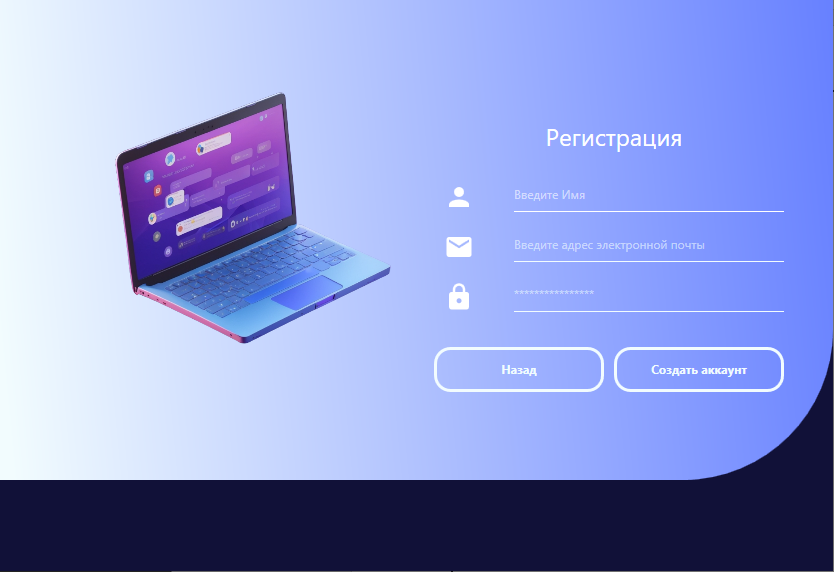 Регистрация
Введите Имя
Введите адрес электронной почты
****************
Назад
Создать аккаунт